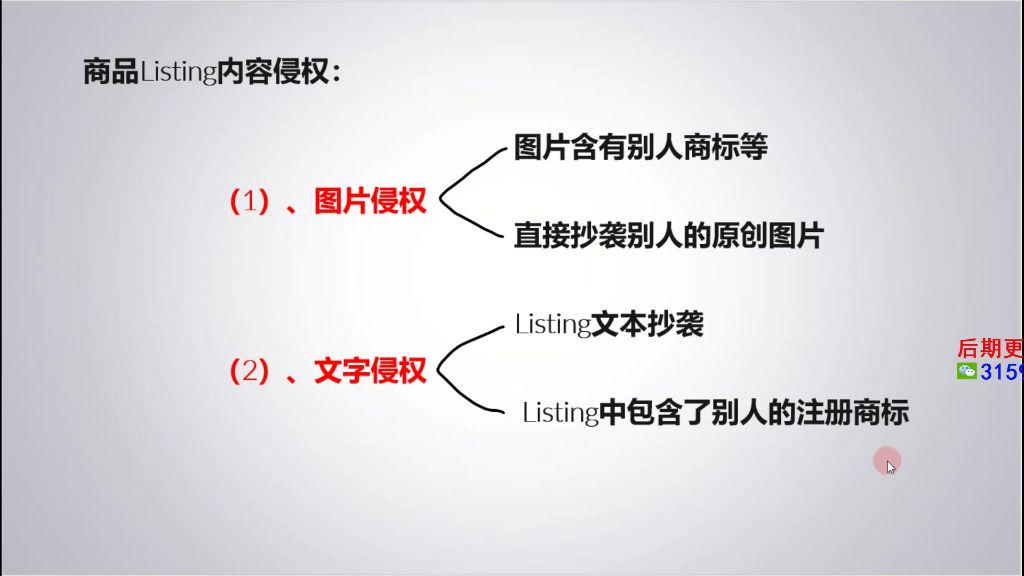 商品Listing内容侵权：
图片含有别人商标等
（1）、图片侵权
直接抄袭别人的原创图片
Listing文本抄袭
（2）、文字侵权
Listing中包含了别人的注册商标
后期更
3159